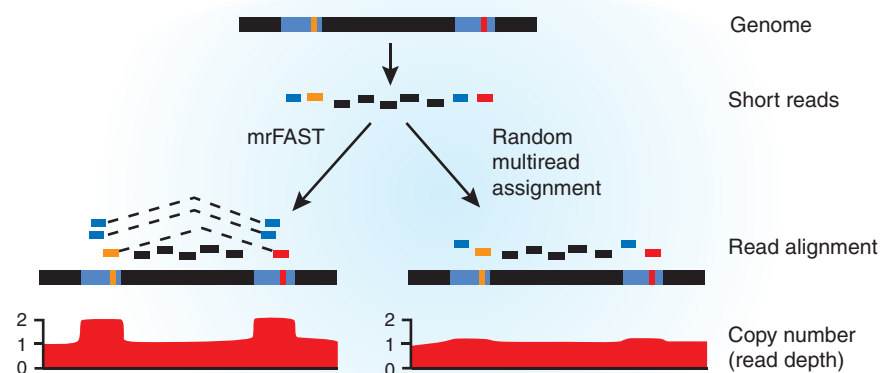 Genome
Short reads
mrFAST
Random
multiread
assignment
Read alignment
2
1
0
2
1
0
Copy number
(read depth)